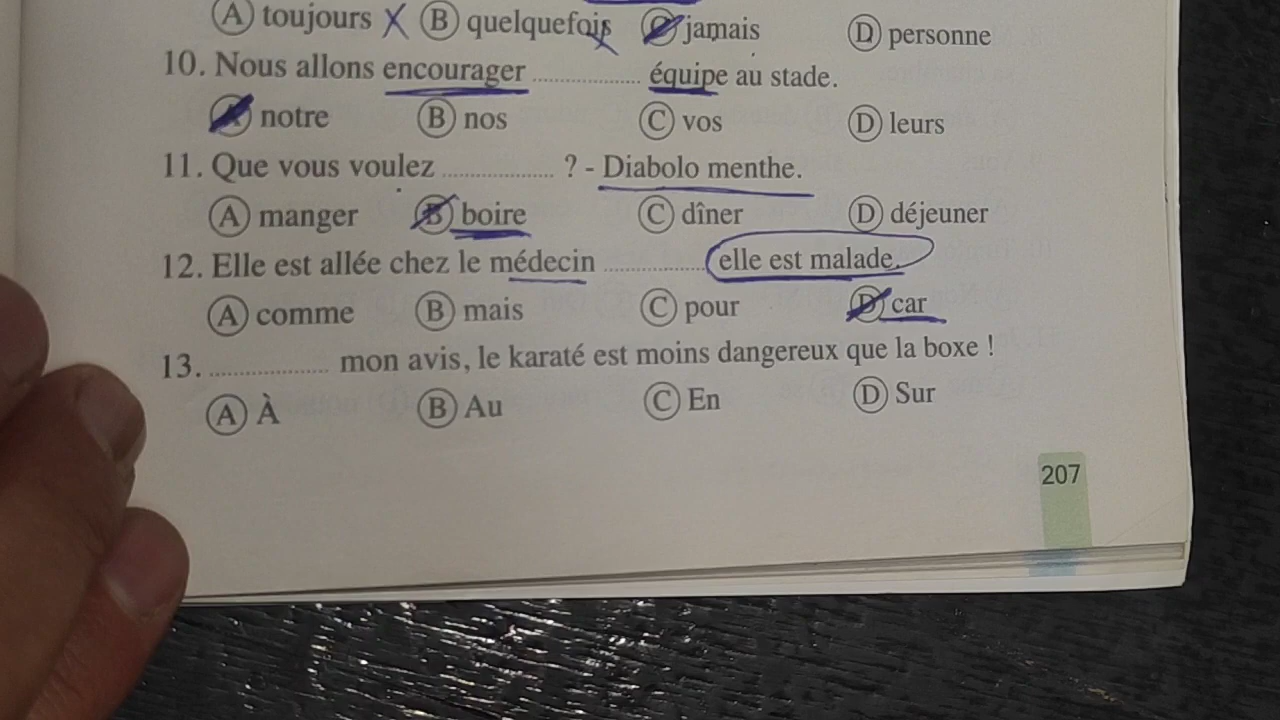 A toujours X B quelquefois C jamais D personne
10. Nous allons encourager .................... équipe au stade.
A notre B nos C vos D leurs
11. Que vous voulez .................... ? - Diabolo menthe.
A manger B boire C dîner D déjeuner
12. Elle est allée chez le médecin .................... elle est malade.
A comme B mais C pour D car
13. .................... mon avis, le karaté est moins dangereux que la boxe !
A À B Au C En D Sur
207